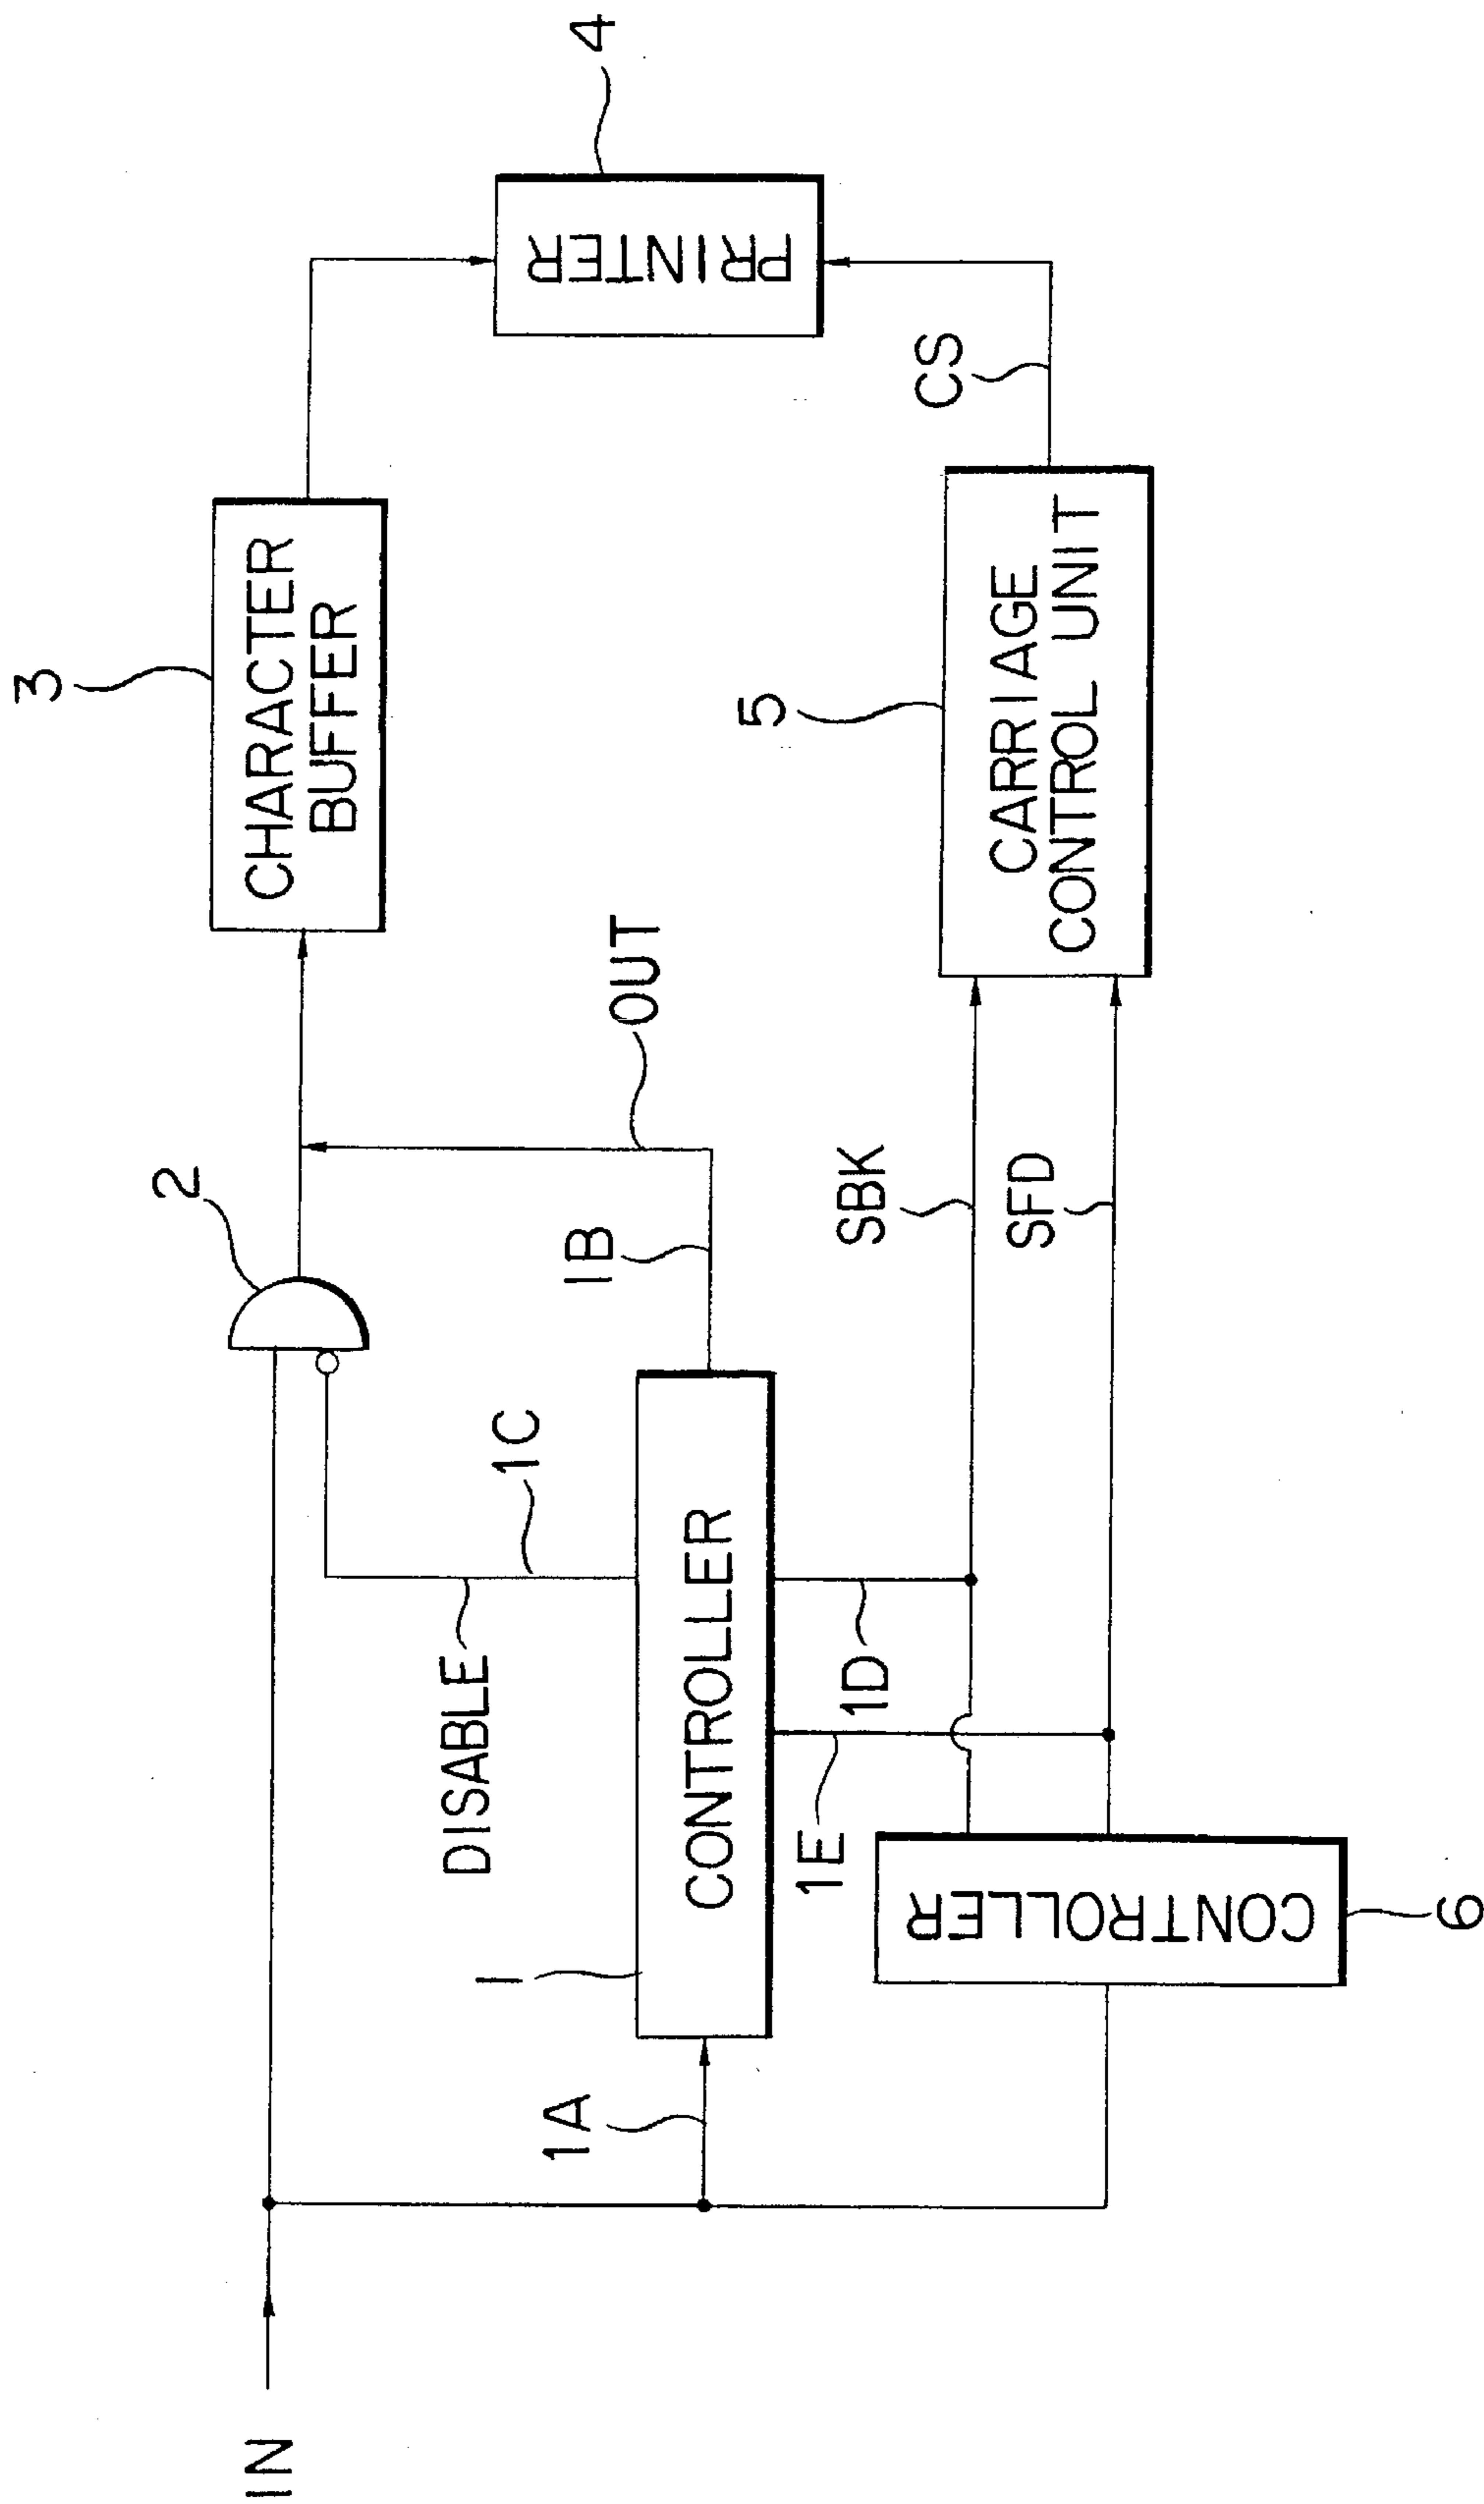 3
CHARACTER
BUFFER
2
4
PRINTER
OUT
5
CARRIAGE
CONTROL UNIT
CS
1B
1C
DISABLE
SBK
SFD
1
CONTROLLER
1D
1E
1A
CONTROLLER
6
IN